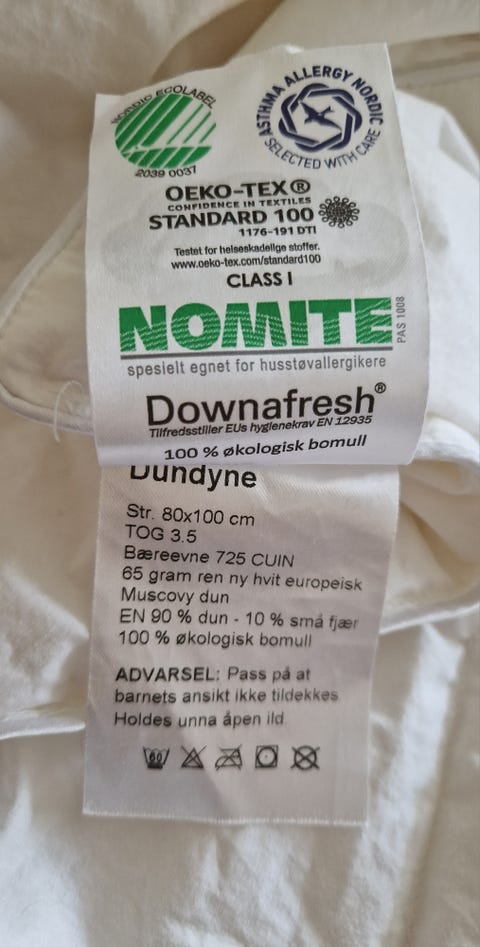 NORDIC ECOLABEL
2039 0037
ASTHMA ALLERGY NORDIC
SELECTED WITH CARE
OEKO-TEX®
CONFIDENCE IN TEXTILES
STANDARD 100
1176-191 DTI
Testet for helseskadelige stoffer.
www.oeko-tex.com/standard100
CLASS I
NOMITE
PAS 1008
spesielt egnet for husstøvallergikere
Downafresh®
Tilfredsstiller EUs hygienekrav EN 12935
100 % økologisk bomull
Dundyne
Str. 80x100 cm
TOG 3.5
Bæreevne 725 CUIN
65 gram ren ny hvit europeisk
Muscovy dun
EN 90 % dun - 10 % små fjær
100 % økologisk bomull
ADVARSEL: Pass på at
barnets ansikt ikke tildekkes.
Holdes unna åpen ild.
60